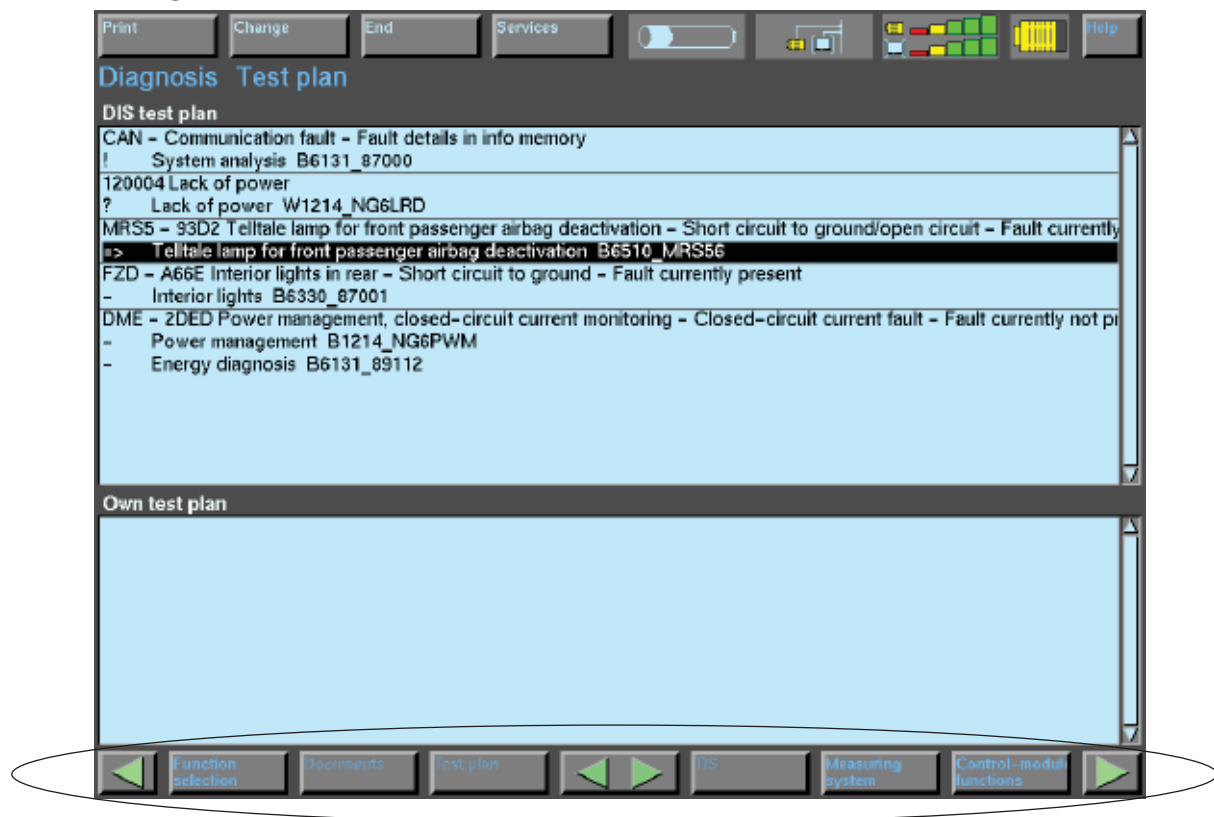 Print Change End Services Help
Diagnosis Test plan
DIS test plan
CAN – Communication fault – Fault details in info memory
! System analysis B6131_87000
120004 Lack of power
? Lack of power W1214_NG6LRD
MRS5 – 93D2 Telltale lamp for front passenger airbag deactivation – Short circuit to ground/open circuit – Fault currently
=> Telltale lamp for front passenger airbag deactivation B6510_MRS56
FZD – A66E Interior lights in rear – Short circuit to ground – Fault currently present
– Interior lights B6330_87001
DME – 2DED Power management, closed–circuit current monitoring – Closed–circuit current fault – Fault currently not pr
– Power management B1214_NG6PWM
– Energy diagnosis B6131_89112
Own test plan
Function selection Documents Test plan TIS Measuring system Control–modul functions